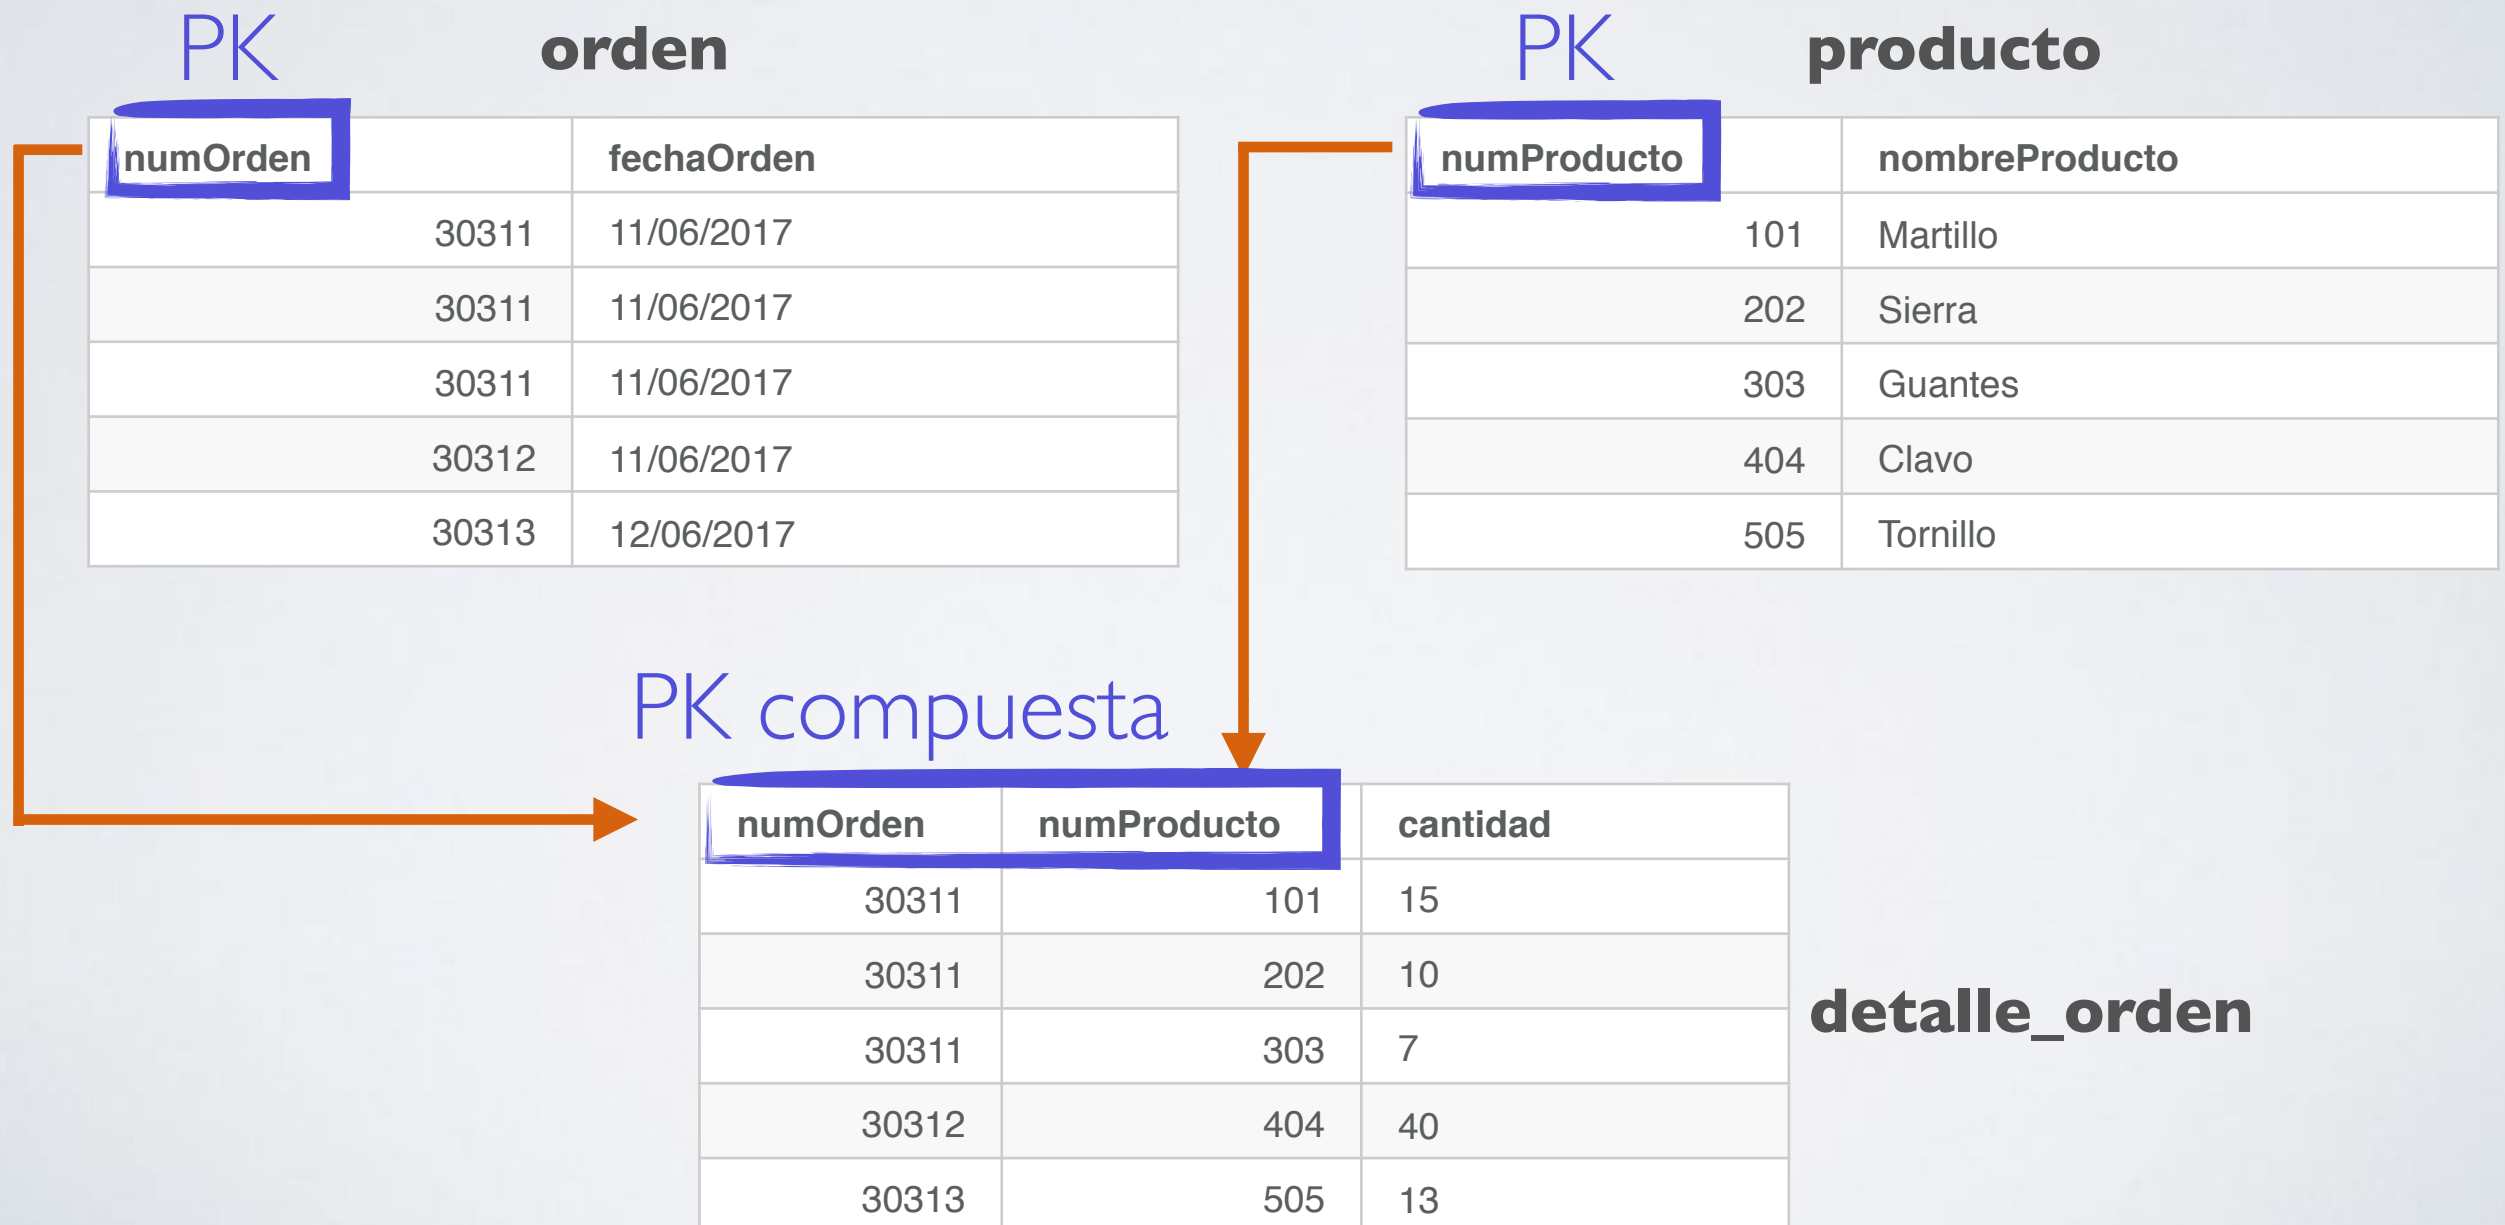 PK orden
numOrden fechaOrden
30311 11/06/2017
30311 11/06/2017
30311 11/06/2017
30312 11/06/2017
30313 12/06/2017
PK producto
numProducto nombreProducto
101 Martillo
202 Sierra
303 Guantes
404 Clavo
505 Tornillo
PK compuesta
numOrden numProducto cantidad
30311 101 15
30311 202 10
30311 303 7
30312 404 40
30313 505 13
detalle_orden